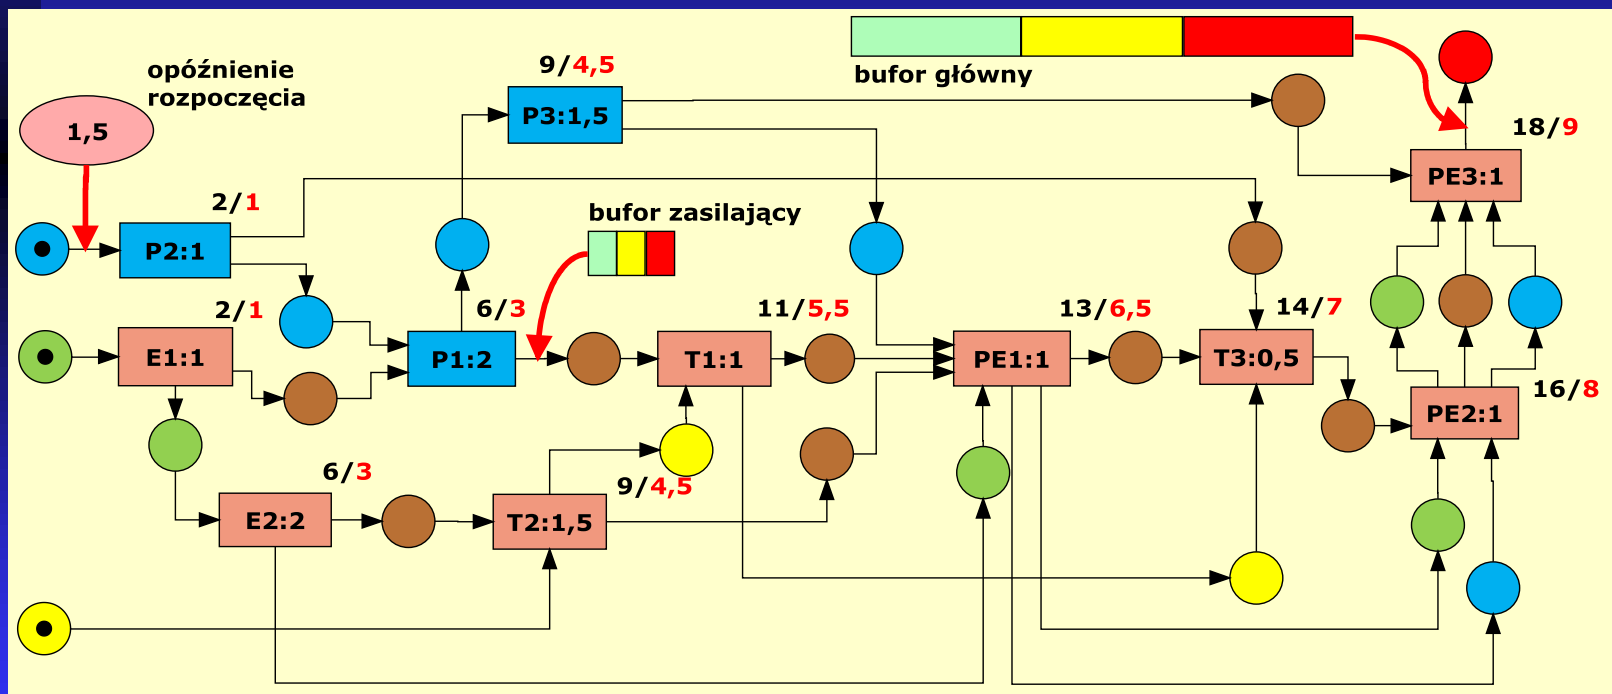 9/4,5
bufor główny
opóźnienie
rozpoczęcia
1,5
P3:1,5
18/9
PE3:1
2/1
bufor zasilający
P2:1
2/1
6/3
11/5,5
13/6,5
14/7
E1:1
P1:2
T1:1
PE1:1
T3:0,5
16/8
PE2:1
6/3
9/4,5
E2:2
T2:1,5